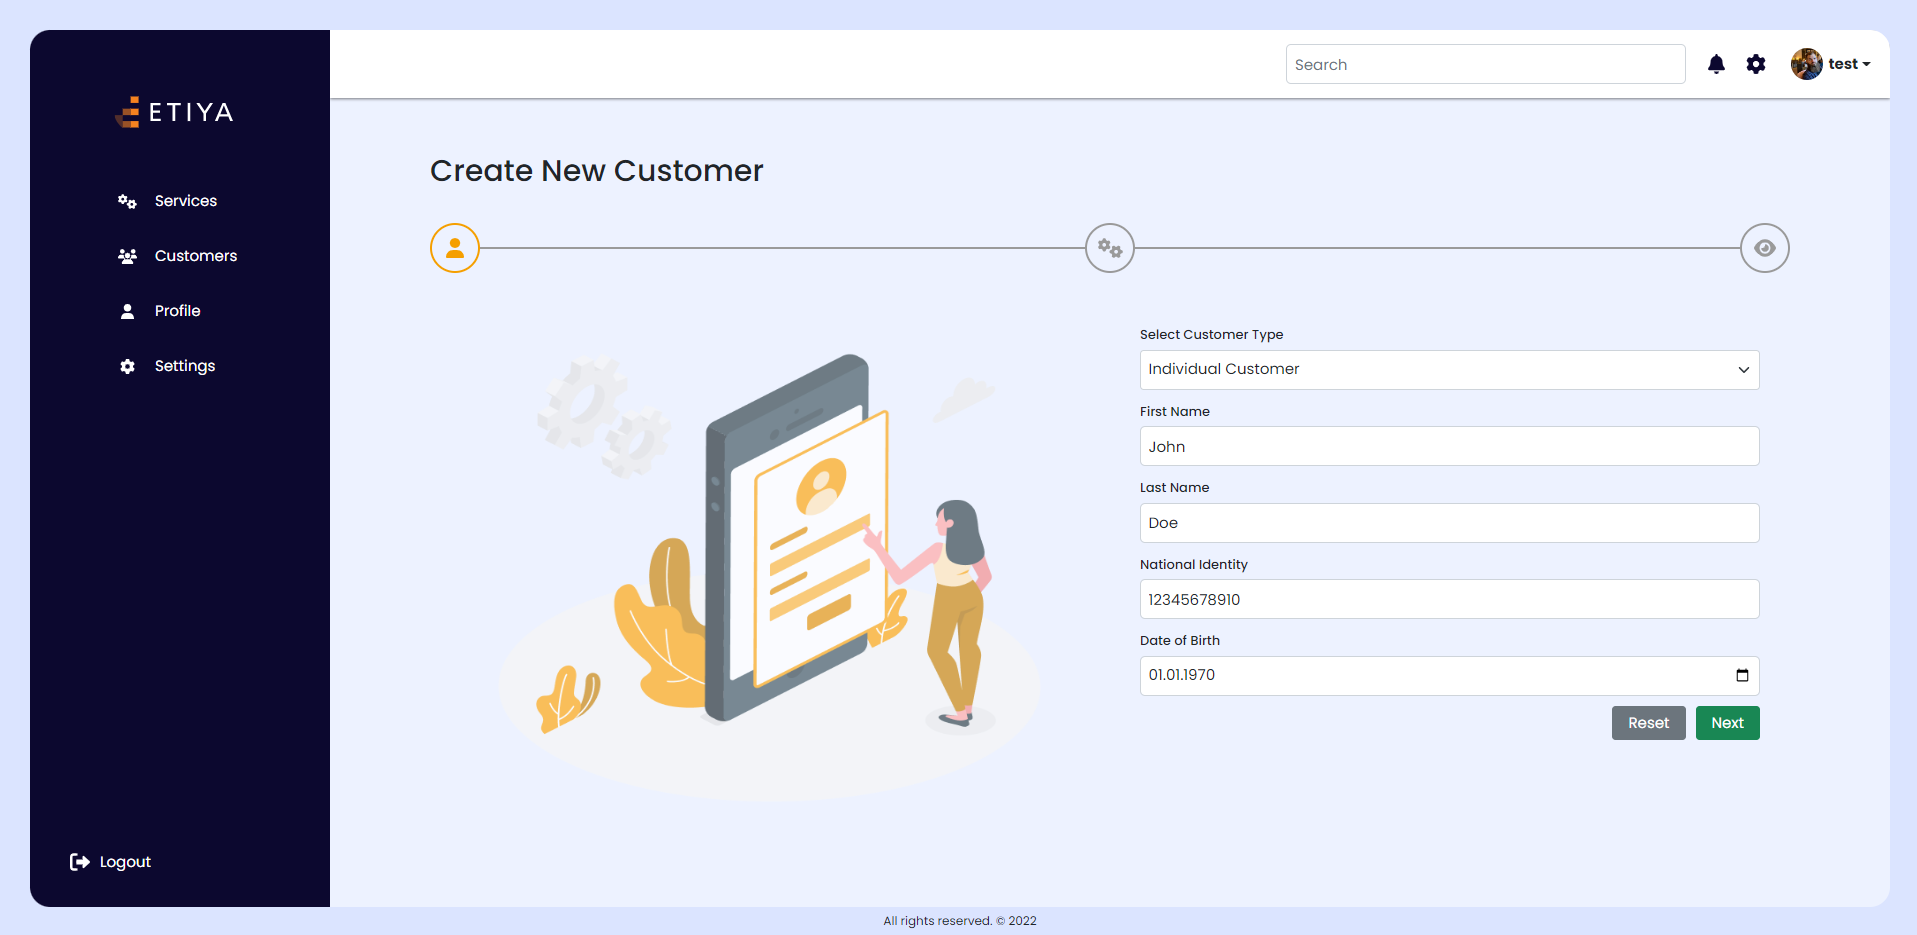 ETIYA
Services
Customers
Profile
Settings
Logout
Search
test
Create New Customer
Select Customer Type
Individual Customer
First Name
John
Last Name
Doe
National Identity
12345678910
Date of Birth
01.01.1970
Reset
Next
All rights reserved. © 2022